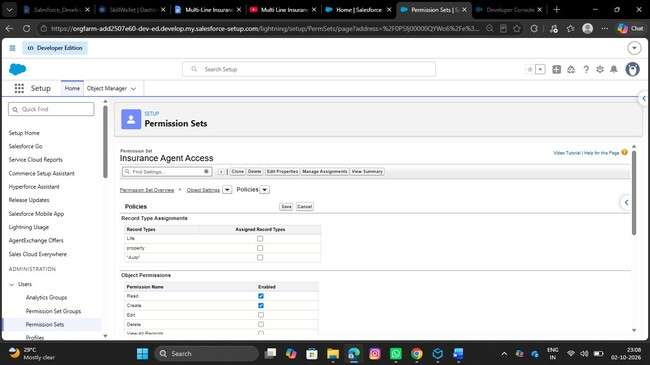 Salesforce_Develo
SkillWallet | Dashb
Multi-Line Insuran
Multi Line Insuran
Home | Salesforce
Permission Sets | S
Developer Console
https://orgfarm-add2507e60-dev-ed.develop.my.salesforce-setup.com/lightning/setup/PermSets/page?address=%2F0PSfj00000QYWo6%2Fe%3...
Developer Edition
Search Setup
Setup
Home
Object Manager
Quick Find
SETUP
Permission Sets
Setup Home
Salesforce Go
Service Cloud Reports
Commerce Setup Assistant
Hyperforce Assistant
Release Updates
Salesforce Mobile App
Lightning Usage
AgentExchange Offers
Sales Cloud Everywhere
ADMINISTRATION
Users
Analytics Groups
Permission Set Groups
Permission Sets
Profiles
Permission Set
Insurance Agent Access
Video Tutorial | Help for this Page
Find Settings...
Clone Delete Edit Properties Manage Assignments View Summary
Permission Set Overview > Object Settings Policies
Policies Save Cancel
Record Type Assignments
Record Types Assigned Record Types
Life
property
"Auto"
Object Permissions
Permission Name Enabled
Read
Create
Edit
Delete
View All Records
29°C
Mostly clear
Search
ENG
IN
23:08
02-10-2026